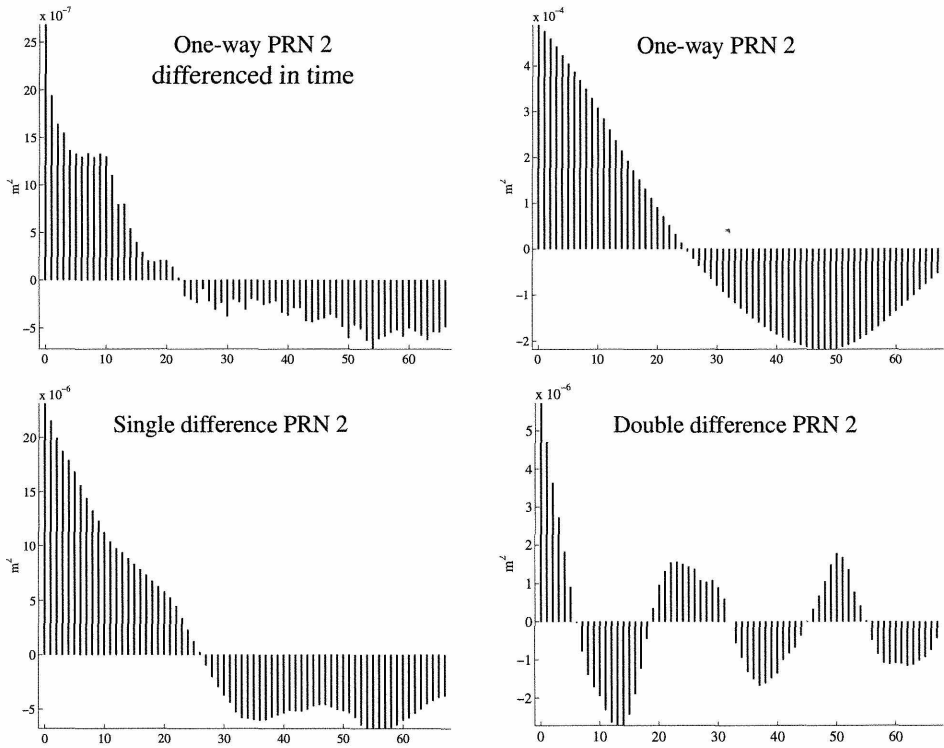 x 10⁻⁷
One-way PRN 2
differenced in time
25
20
15
10
5
0
−5
m²
0 10 20 30 40 50 60
x 10⁻⁴
One-way PRN 2
4
3
2
1
0
−1
−2
m²
0 10 20 30 40 50 60
x 10⁻⁶
Single difference PRN 2
20
15
10
5
0
−5
m²
0 10 20 30 40 50 60
x 10⁻⁶
Double difference PRN 2
5
4
3
2
1
0
−1
−2
m²
0 10 20 30 40 50 60